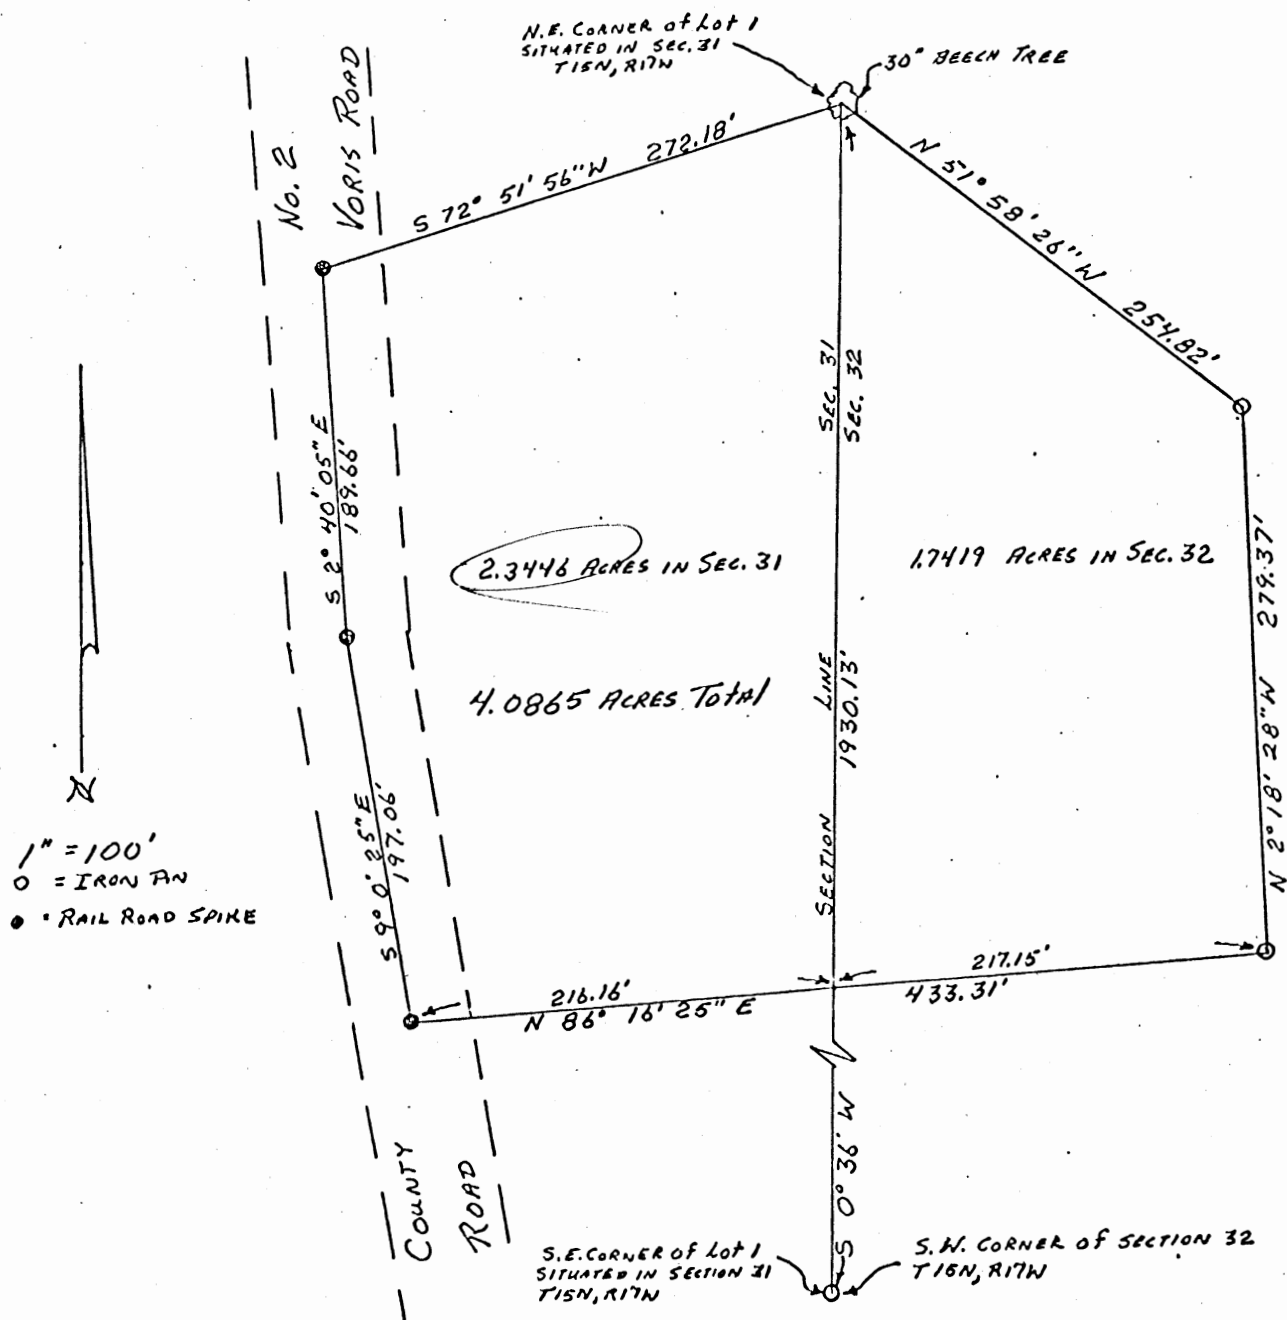 N.E. CORNER of Lot 1
SITUATED IN SEC. 31
T15N, R17W
30" BEECH TREE
No. 2
VORIS ROAD
S 72° 51' 56" W 272.18'
N 51° 58' 26" W 254.82'
SEC. 31
SEC. 32
S 2° 40' 05" E
189.66'
2.3446 ACRES IN SEC. 31
1.7419 ACRES IN SEC. 32
N 2° 18' 28" W 279.37'
4.0865 ACRES TOTAL
SECTION LINE
1930.13'
N
1" = 100'
O = IRON PIN
● = RAIL ROAD SPIKE
S 9° 0' 25" E
197.06'
216.16'
N 86° 16' 25" E
217.15'
433.31'
S 0° 36' W
COUNTY
ROAD
S.E. CORNER of Lot 1
SITUATED IN SECTION 31
T15N, R17W
S.W. CORNER of SECTION 32
T15N, R17W